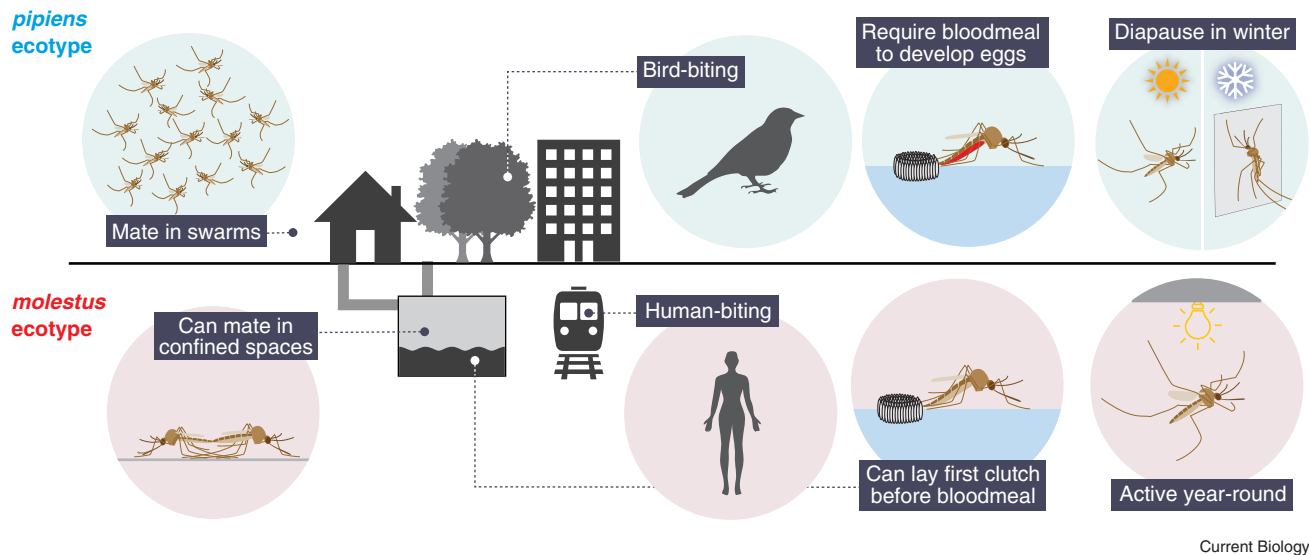 pipiens
ecotype
Mate in swarms
Bird-biting
Require bloodmeal
to develop eggs
Diapause in winter
molestus
ecotype
Can mate in
confined spaces
Human-biting
Can lay first clutch
before bloodmeal
Active year-round
Current Biology